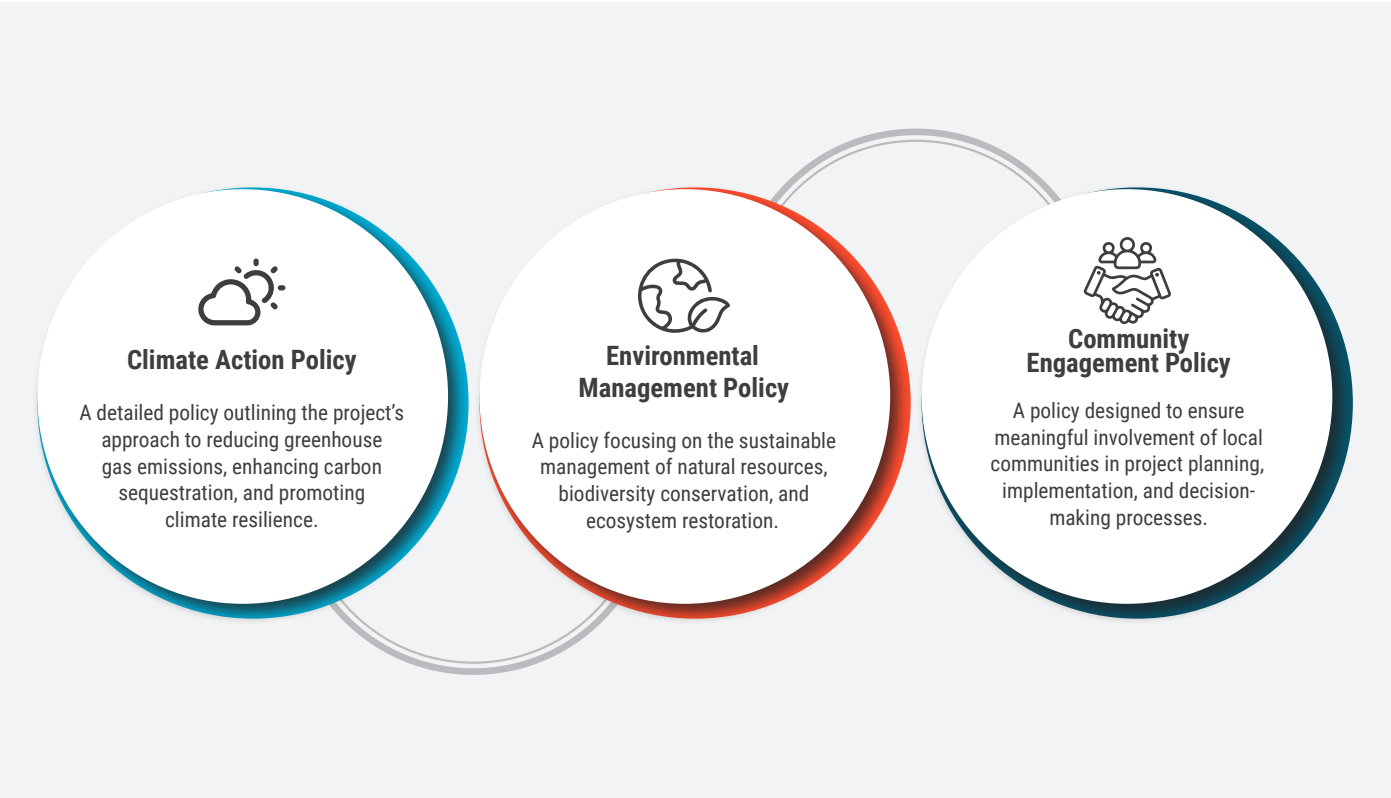 Climate Action Policy
A detailed policy outlining the project's
approach to reducing greenhouse
gas emissions, enhancing carbon
sequestration, and promoting
climate resilience.
Environmental
Management Policy
A policy focusing on the sustainable
management of natural resources,
biodiversity conservation, and
ecosystem restoration.
Community
Engagement Policy
A policy designed to ensure
meaningful involvement of local
communities in project planning,
implementation, and decision-
making processes.